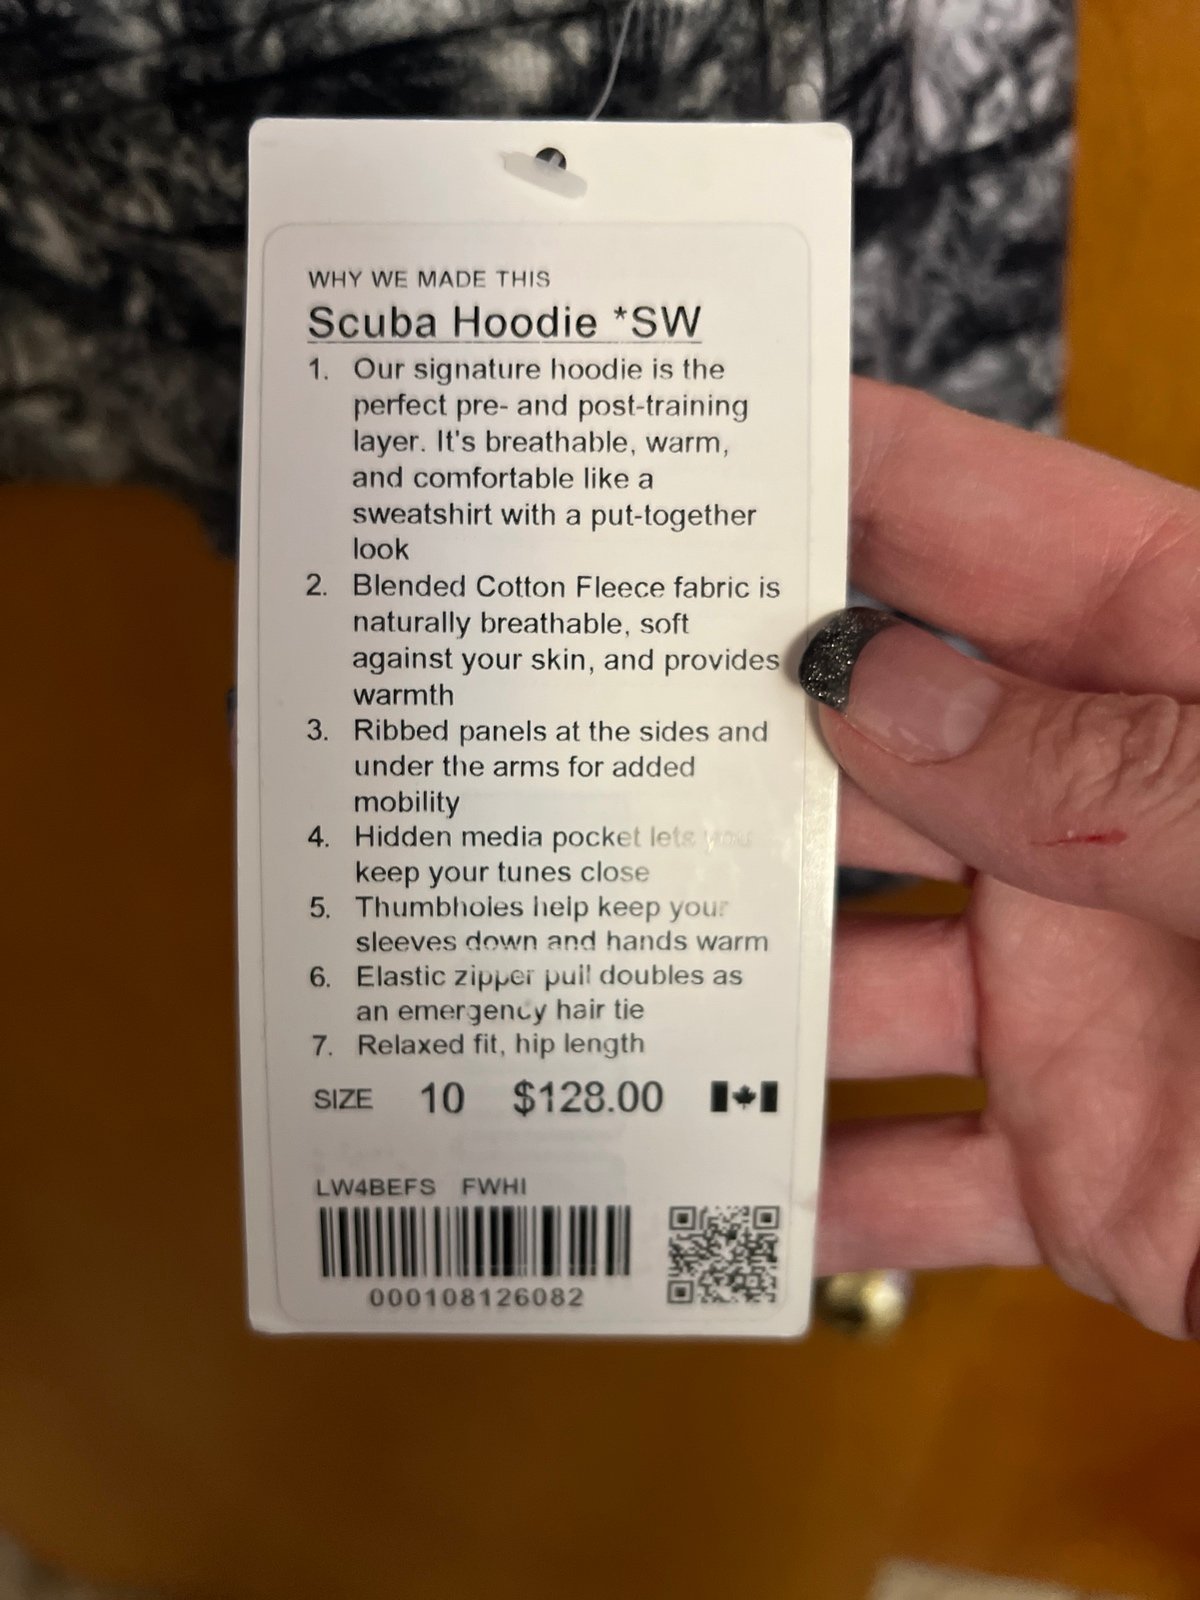 WHY WE MADE THIS
Scuba Hoodie *SW
1. Our signature hoodie is the
perfect pre- and post-training
layer. It's breathable, warm,
and comfortable like a
sweatshirt with a put-together
look
2. Blended Cotton Fleece fabric is
naturally breathable, soft
against your skin, and provides
warmth
3. Ribbed panels at the sides and
under the arms for added
mobility
4. Hidden media pocket lets you
keep your tunes close
5. Thumbholes help keep your
sleeves down and hands warm
6. Elastic zipper pull doubles as
an emergency hair tie
7. Relaxed fit, hip length
SIZE 10 $128.00
LW4BEFS FWHI
000108126082